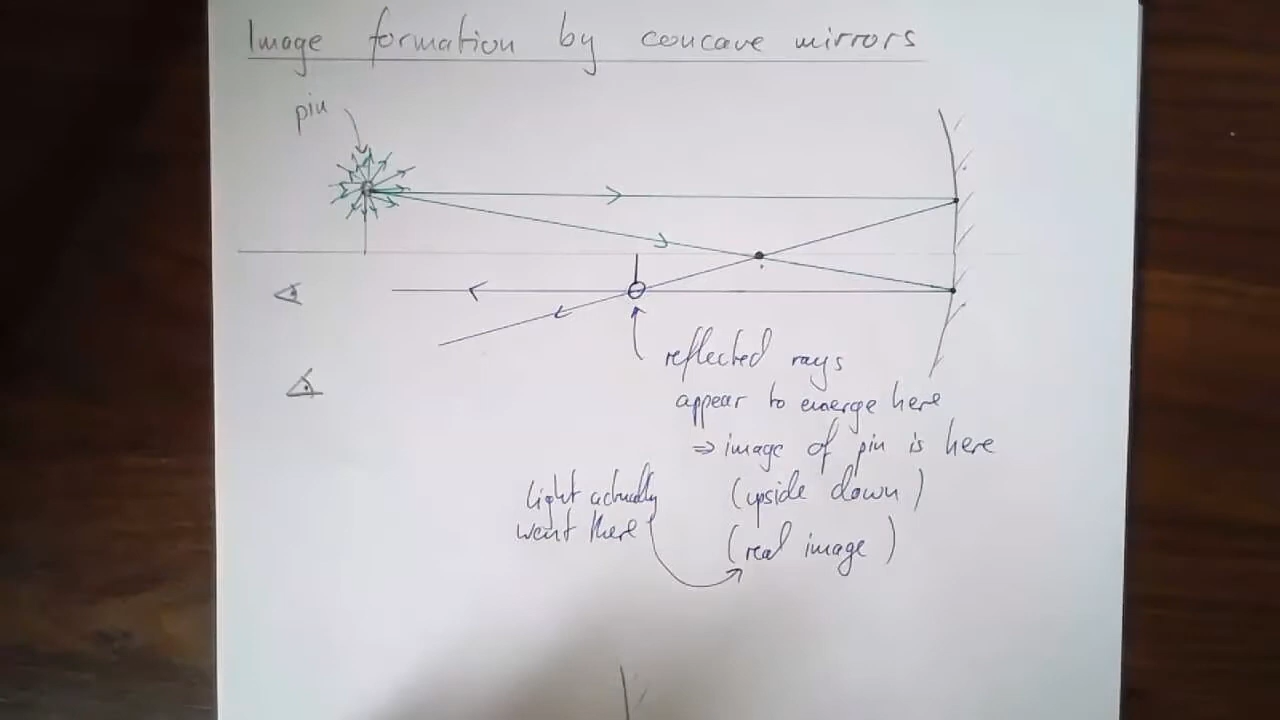 Image formation by concave mirrors
pin
reflected rays
appear to emerge here
⇒ image of pin is here
(upside down)
(real image)
light actually
went there